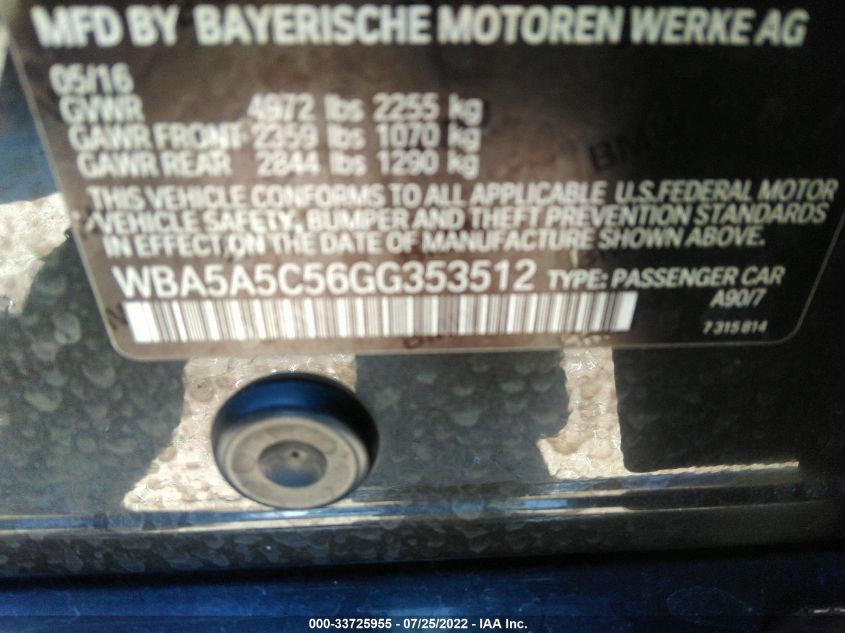 MFD BY BAYERISCHE MOTOREN WERKE AG
05/16
GVWR 4972 lbs 2255 kg
GAWR FRONT 2359 lbs 1070 kg
GAWR REAR 2844 lbs 1290 kg
THIS VEHICLE CONFORMS TO ALL APPLICABLE U.S. FEDERAL MOTOR
VEHICLE SAFETY, BUMPER AND THEFT PREVENTION STANDARDS
IN EFFECT ON THE DATE OF MANUFACTURE SHOWN ABOVE.
WBA5A5C56GG353512 TYPE: PASSENGER CAR
A90/7
7 315 814
000-33725955 - 07/25/2022 - IAA Inc.